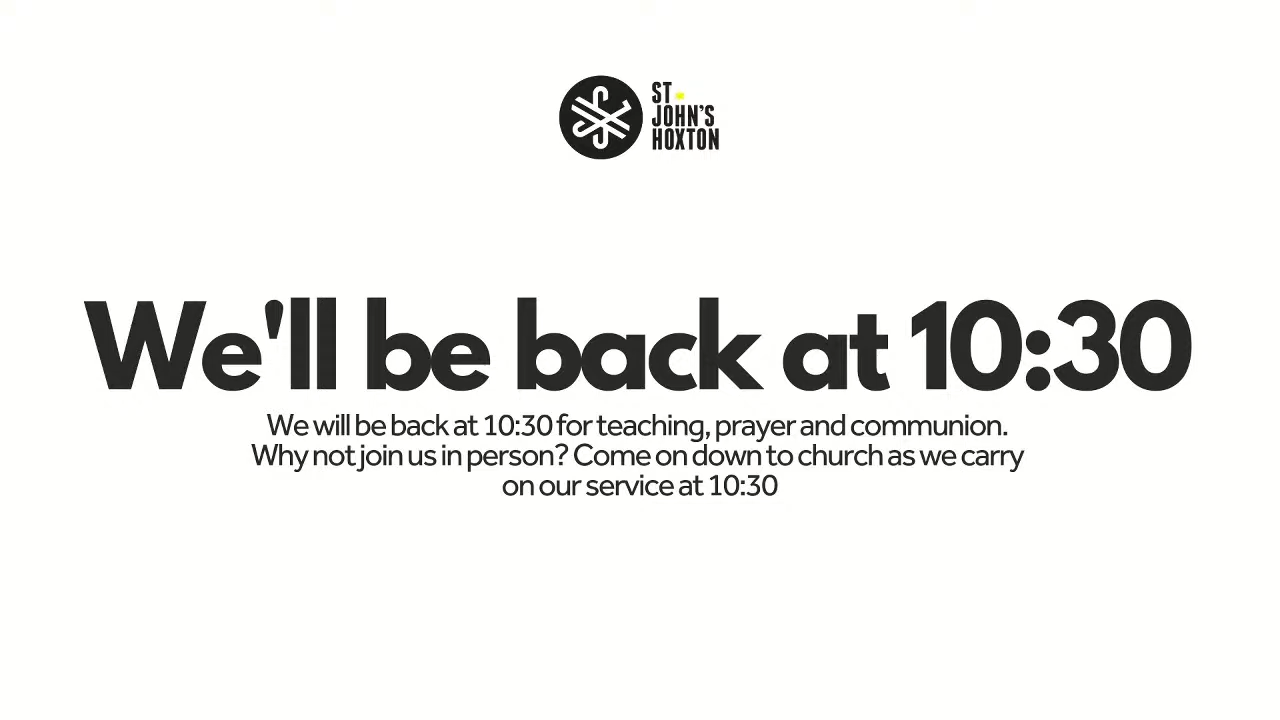 ST
JOHN'S
HOXTON
We'll be back at 10:30
We will be back at 10:30 for teaching, prayer and communion.
Why not join us in person? Come on down to church as we carry
on our service at 10:30